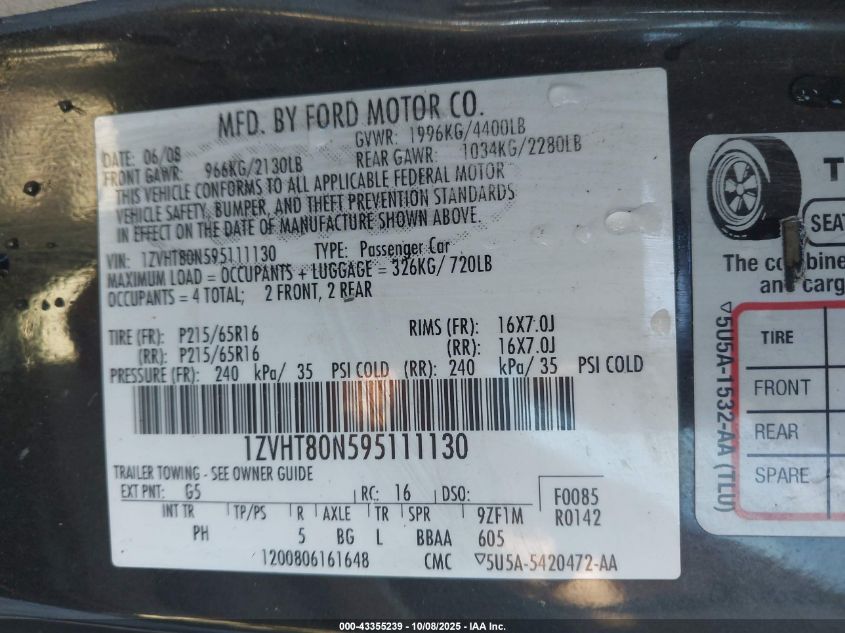 MFD. BY FORD MOTOR CO.
DATE: 06/08 GVWR: 1996KG/4400LB
FRONT GAWR: 966KG/2130LB REAR GAWR: 1034KG/2280LB
THIS VEHICLE CONFORMS TO ALL APPLICABLE FEDERAL MOTOR
VEHICLE SAFETY, BUMPER, AND THEFT PREVENTION STANDARDS
IN EFFECT ON THE DATE OF MANUFACTURE SHOWN ABOVE.
VIN: 1ZVHT80N595111130 TYPE: Passenger Car
MAXIMUM LOAD = OCCUPANTS + LUGGAGE = 326KG/ 720LB
OCCUPANTS = 4 TOTAL; 2 FRONT, 2 REAR
TIRE (FR): P215/65R16 RIMS (FR): 16X7.0J
(RR): P215/65R16 (RR): 16X7.0J
PRESSURE (FR): 240 kPa/ 35 PSI COLD (RR): 240 kPa/ 35 PSI COLD
1ZVHT80N595111130
TRAILER TOWING - SEE OWNER GUIDE
EXT PNT: G5 RC: 16 DSO: F0085
INT TR TP/PS R AXLE TR SPR 9ZF1M R0142
PH 5 BG L BBAA 605
1200806161648 CMC ▽5U5A-5420472-AA
T
SEAT
The combine
and carg
▽5U5A-1532-AA (TLU)
TIRE
FRONT
REAR
SPARE
000-43355239 - 10/08/2025 - IAA Inc.